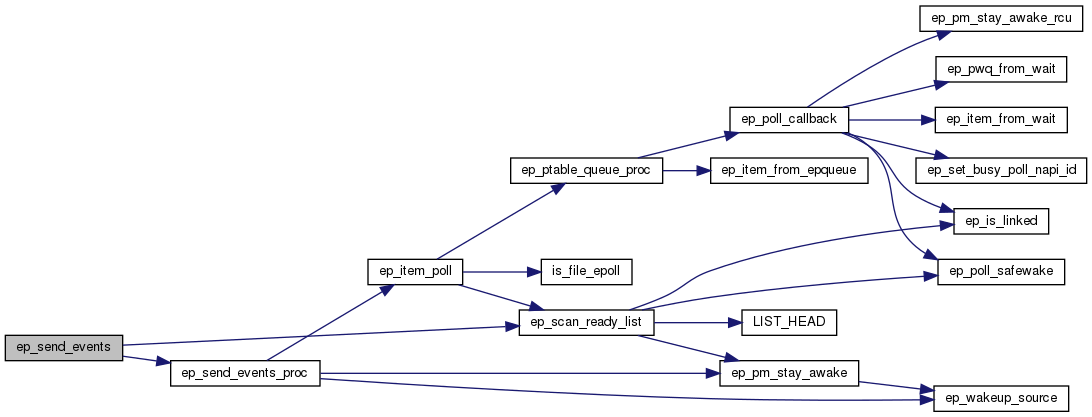 ep_pm_stay_awake_rcu
ep_pwq_from_wait
ep_poll_callback
ep_item_from_wait
ep_ptable_queue_proc
ep_item_from_epqueue
ep_set_busy_poll_napi_id
ep_is_linked
ep_item_poll
is_file_epoll
ep_poll_safewake
ep_scan_ready_list
LIST_HEAD
ep_send_events
ep_send_events_proc
ep_pm_stay_awake
ep_wakeup_source